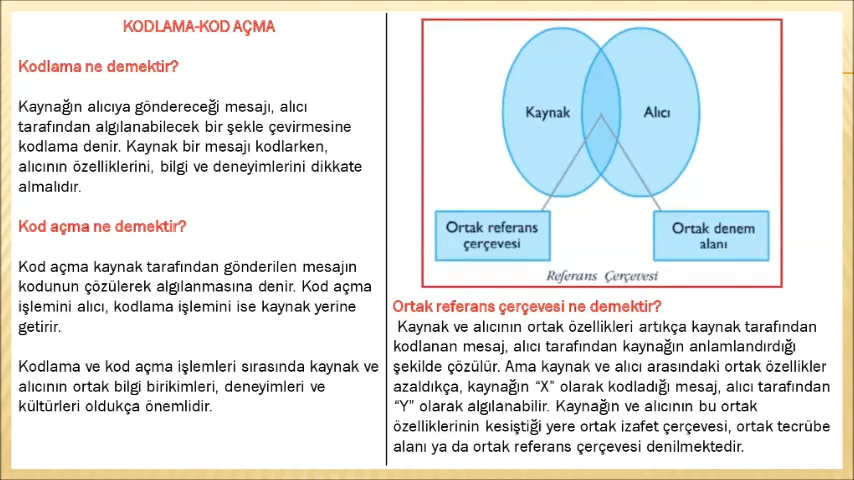 KODLAMA-KOD AÇMA
Kodlama ne demektir?
Kaynağın alıcıya göndereceği mesajı, alıcı
tarafından algılanabilecek bir şekle çevirmesine
kodlama denir. Kaynak bir mesajı kodlarken,
alıcının özelliklerini, bilgi ve deneyimlerini dikkate
almalıdır.
Kod açma ne demektir?
Kod açma kaynak tarafından gönderilen mesajın
kodunun çözülerek algılanmasına denir. Kod açma
işlemini alıcı, kodlama işlemini ise kaynak yerine
getirir.
Kodlama ve kod açma işlemleri sırasında kaynak ve
alıcının ortak bilgi birikimleri, deneyimleri ve
kültürleri oldukça önemlidir.
Kaynak
Alıcı
Ortak referans
çerçevesi
Ortak denem
alanı
Referans Çerçevesi
Ortak referans çerçevesi ne demektir?
Kaynak ve alıcının ortak özellikleri artıkça kaynak tarafından
kodlanan mesaj, alıcı tarafından kaynağın anlamlandırdığı
şekilde çözülür. Ama kaynak ve alıcı arasındaki ortak özellikler
azaldıkça, kaynağın “X” olarak kodladığı mesaj, alıcı tarafından
“Y” olarak algılanabilir. Kaynağın ve alıcının bu ortak
özelliklerinin kesiştiği yere ortak izafet çerçevesi, ortak tecrübe
alanı ya da ortak referans çerçevesi denilmektedir.